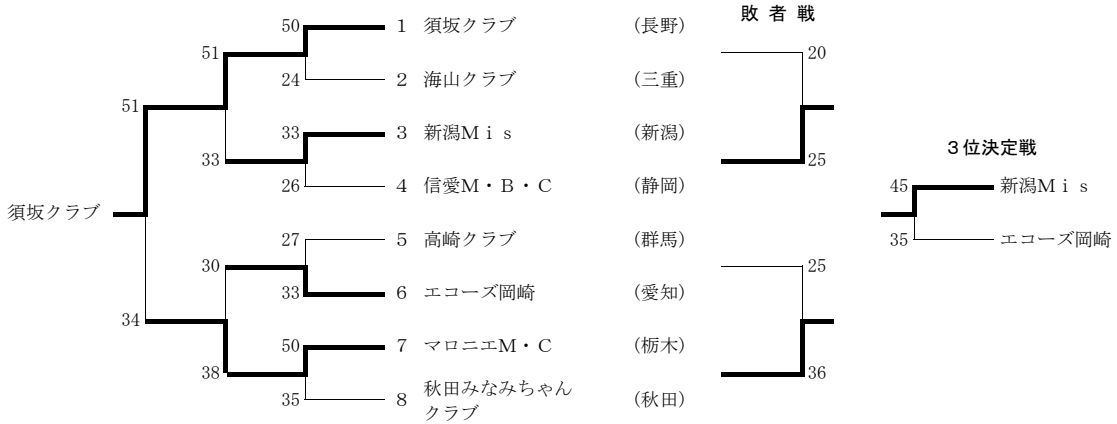 敗 者 戦
50 1 須坂クラブ (長野)
51 20
24 2 海山クラブ (三重)
51
33 3 新潟Ｍｉｓ (新潟)
33 25
３位決定戦
26 4 信愛Ｍ・Ｂ・Ｃ (静岡)
45 新潟Ｍｉｓ
須坂クラブ
27 5 高崎クラブ (群馬)
35 エコーズ岡崎
30 25
33 6 エコーズ岡崎 (愛知)
34
50 7 マロニエＭ・Ｃ (栃木)
38 36
35 8 秋田みなみちゃん (秋田)
クラブ